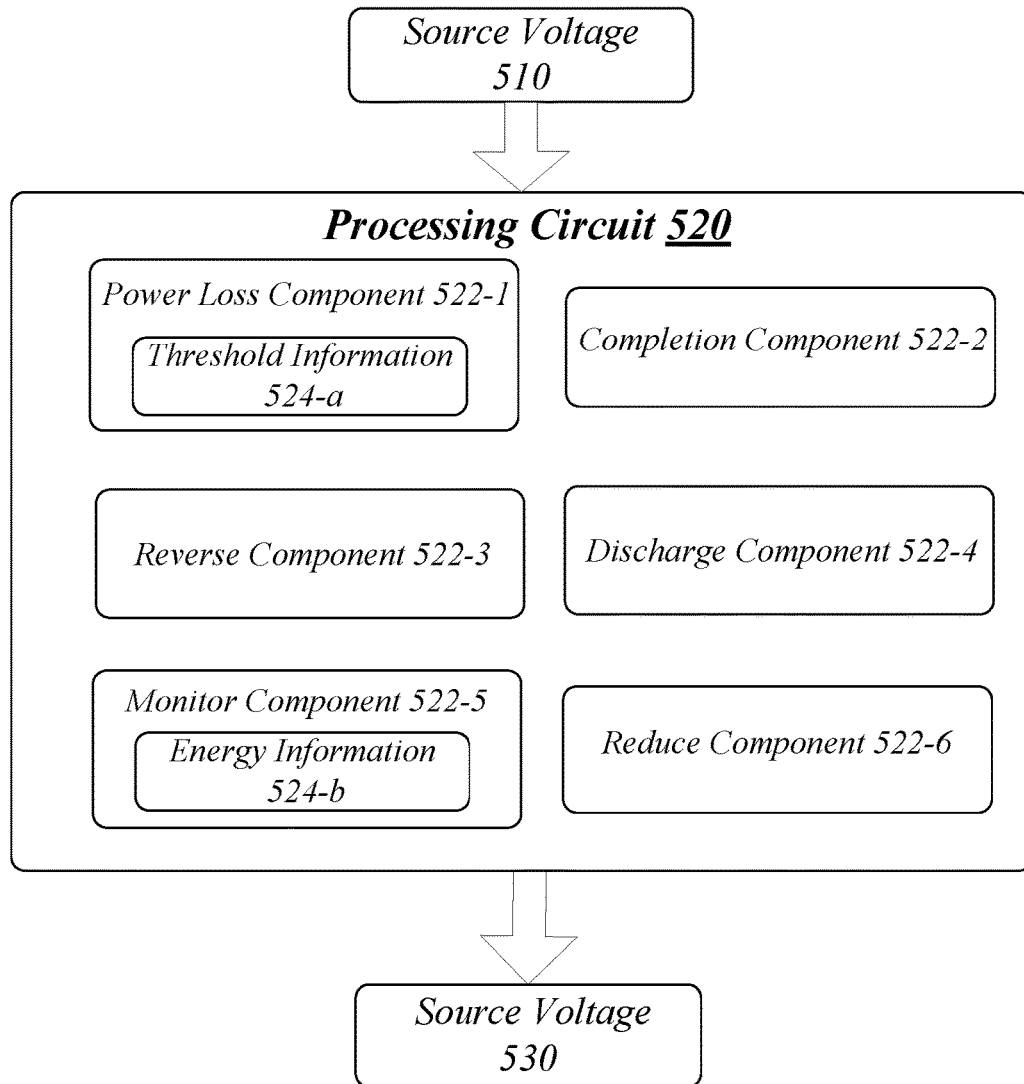 Source Voltage
510
Processing Circuit 520
Power Loss Component 522-1
Threshold Information
524-a
Completion Component 522-2
Reverse Component 522-3
Discharge Component 522-4
Monitor Component 522-5
Energy Information
524-b
Reduce Component 522-6
Source Voltage
530